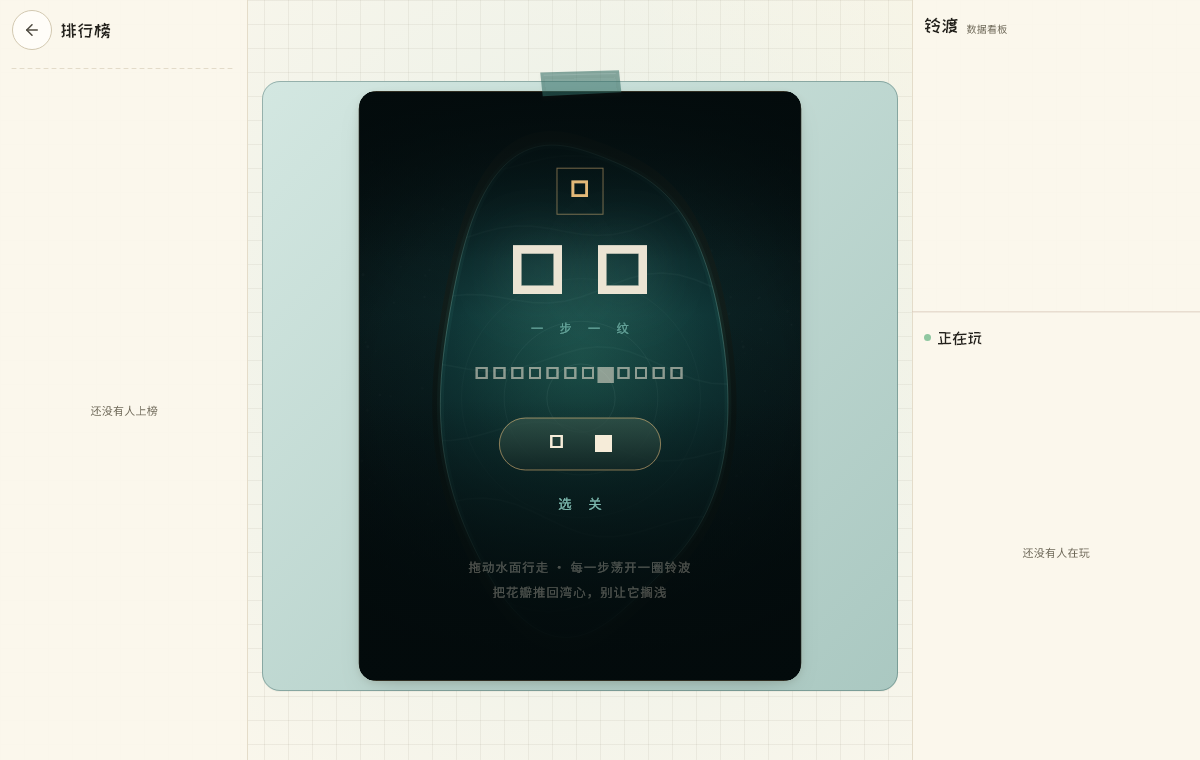 排行榜
还没有人上榜
一步一纹
选关
拖动水面行走 · 每一步荡开一圈铃波
把花瓣推回湾心，别让它搁浅
铃渡 数据看板
正在玩
还没有人在玩